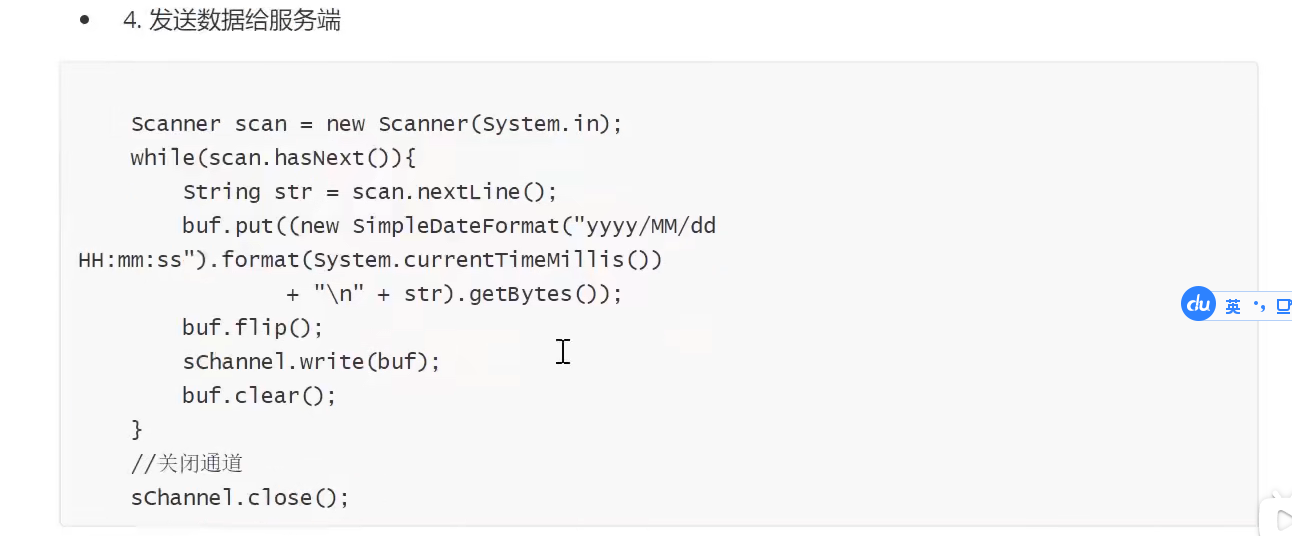 • 4. 发送数据给服务端
Scanner scan = new Scanner(System.in);
while(scan.hasNext()){
String str = scan.nextLine();
buf.put((new SimpleDateFormat("yyyy/MM/dd
HH:mm:ss").format(System.currentTimeMillis())
+ "\n" + str).getBytes());
buf.flip();
sChannel.write(buf);
buf.clear();
}
//关闭通道
sChannel.close();
du 英